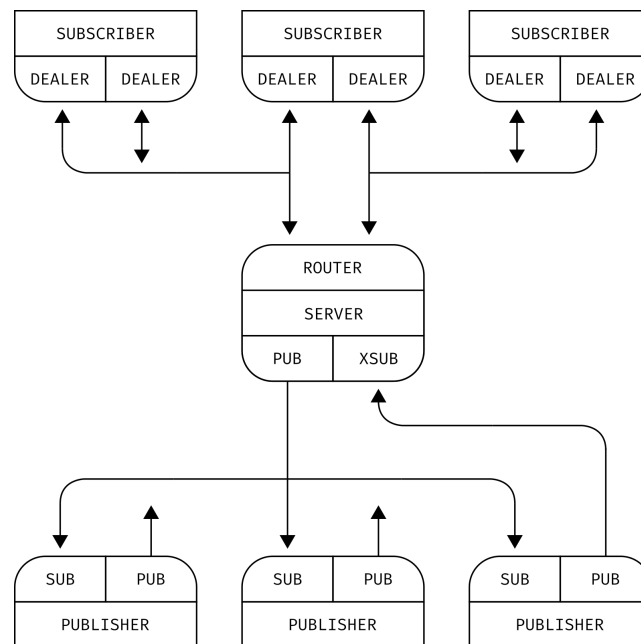 SUBSCRIBER SUBSCRIBER SUBSCRIBER
DEALER DEALER DEALER DEALER DEALER DEALER
ROUTER
SERVER
PUB XSUB
SUB PUB SUB PUB SUB PUB
PUBLISHER PUBLISHER PUBLISHER